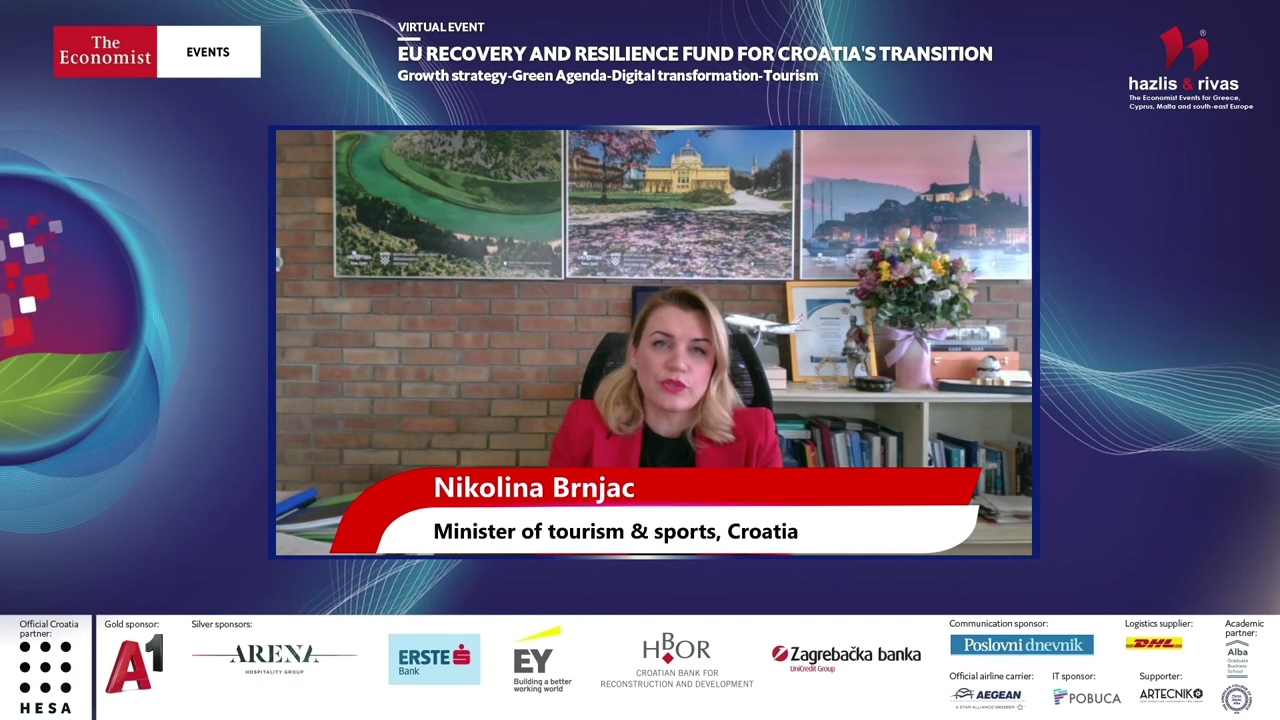 The
Economist
EVENTS
VIRTUAL EVENT
EU RECOVERY AND RESILIENCE FUND FOR CROATIA'S TRANSITION
Growth strategy-Green Agenda-Digital transformation-Tourism
hazlis & rivas
The Economist Events for Greece,
Cyprus, Malta and south-east Europe
Nikolina Brnjac
Minister of tourism & sports, Croatia
Official Croatia
partner:
HESA
Gold sponsor:
A1
Silver sponsors:
ARENA
HOSPITALITY GROUP
ERSTE
Bank
EY
Building a better
working world
HBOR
CROATIAN BANK FOR
RECONSTRUCTION AND DEVELOPMENT
Zagrebačka banka
UniCredit Group
Communication sponsor:
Poslovni dnevnik
Logistics supplier:
DHL
Academic
partner:
Alba
Graduate
Business
School
Official airline carrier:
AEGEAN
A STAR ALLIANCE MEMBER
IT sponsor:
POBUCA
Supporter:
ARTECNIKO